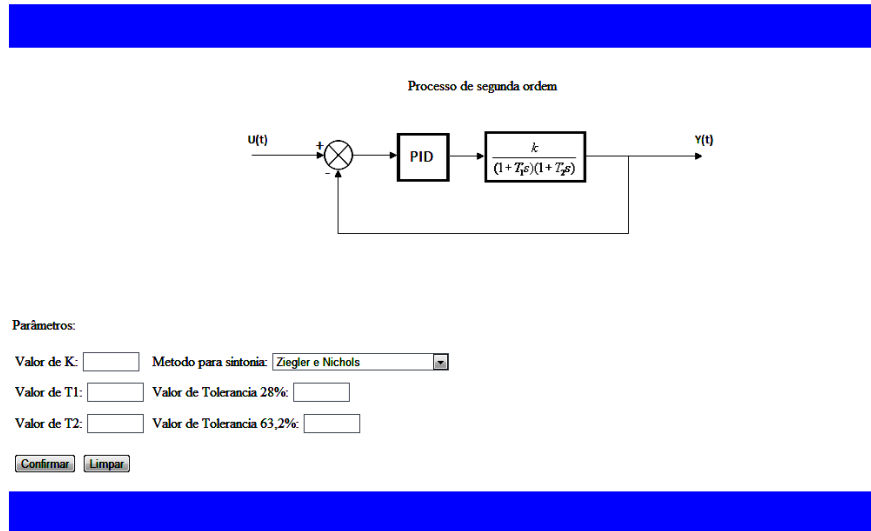 Processo de segunda ordem
U(t)
Y(t)
+
-
PID
k
(1+T₁s)(1+T₂s)
Parâmetros:
Valor de K: Metodo para sintonia: Ziegler e Nichols
Valor de T1: Valor de Tolerancia 28%:
Valor de T2: Valor de Tolerancia 63,2%:
Confirmar Limpar